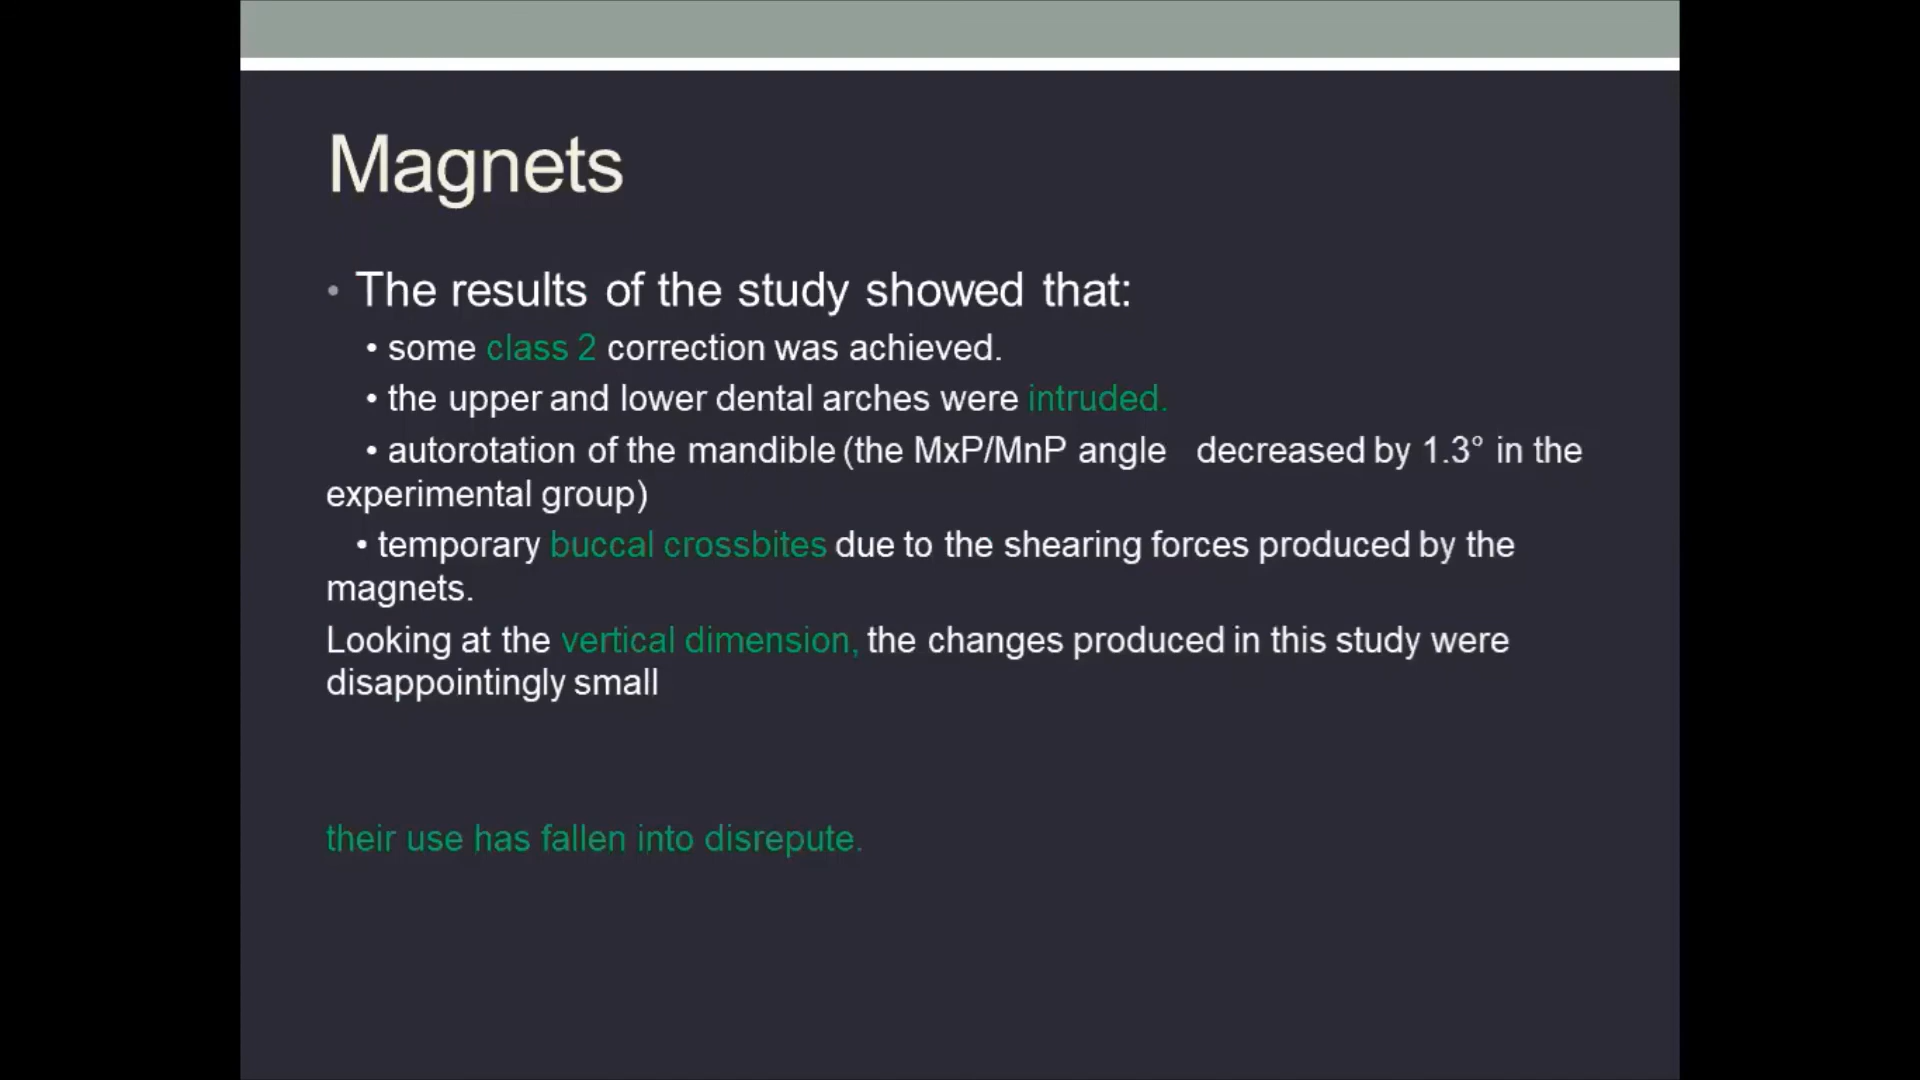 Magnets
• The results of the study showed that:
• some class 2 correction was achieved.
• the upper and lower dental arches were intruded.
• autorotation of the mandible (the MxP/MnP angle   decreased by 1.3° in the
experimental group)
• temporary buccal crossbites due to the shearing forces produced by the
magnets.
Looking at the vertical dimension, the changes produced in this study were
disappointingly small
their use has fallen into disrepute.